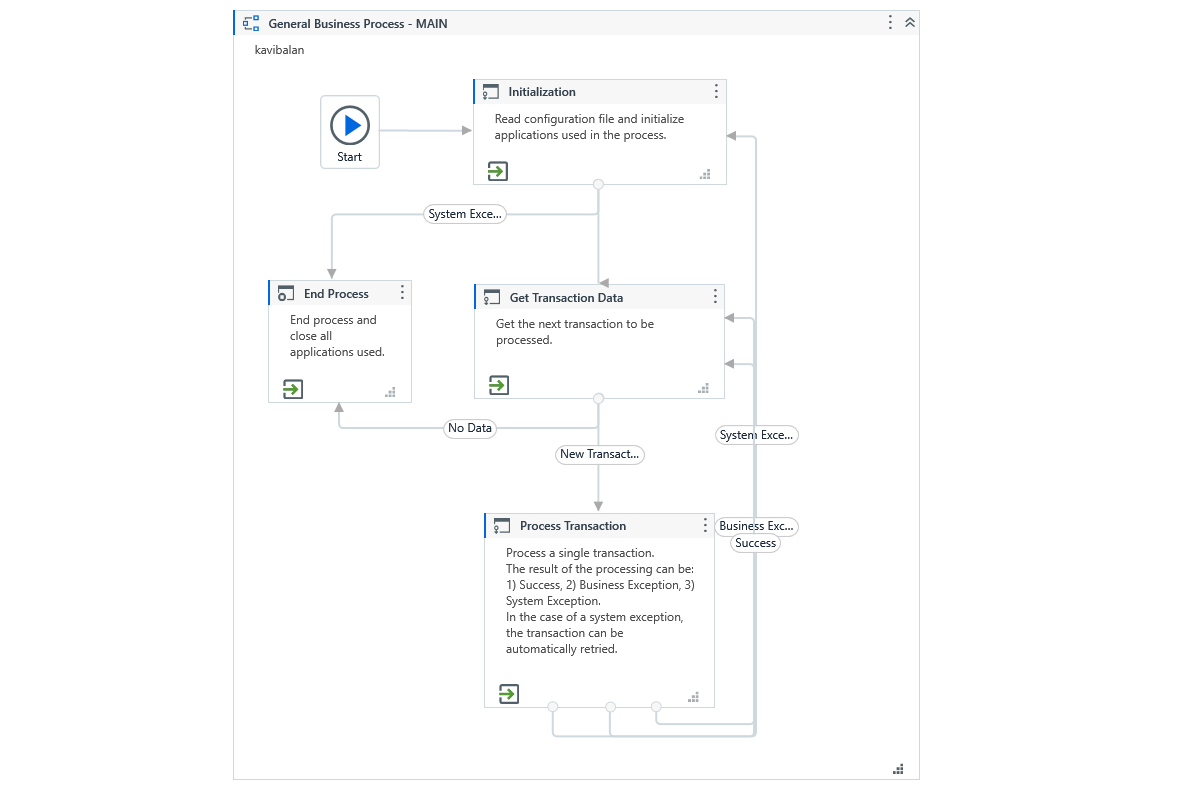 General Business Process - MAIN
kavibalan
Initialization
Read configuration file and initialize
applications used in the process.
Start
System Exce...
End Process
End process and
close all
applications used.
Get Transaction Data
Get the next transaction to be
processed.
No Data
New Transact...
System Exce...
Process Transaction
Process a single transaction.
The result of the processing can be:
1) Success, 2) Business Exception, 3)
System Exception.
In the case of a system exception,
the transaction can be
automatically retried.
Business Exc...
Success